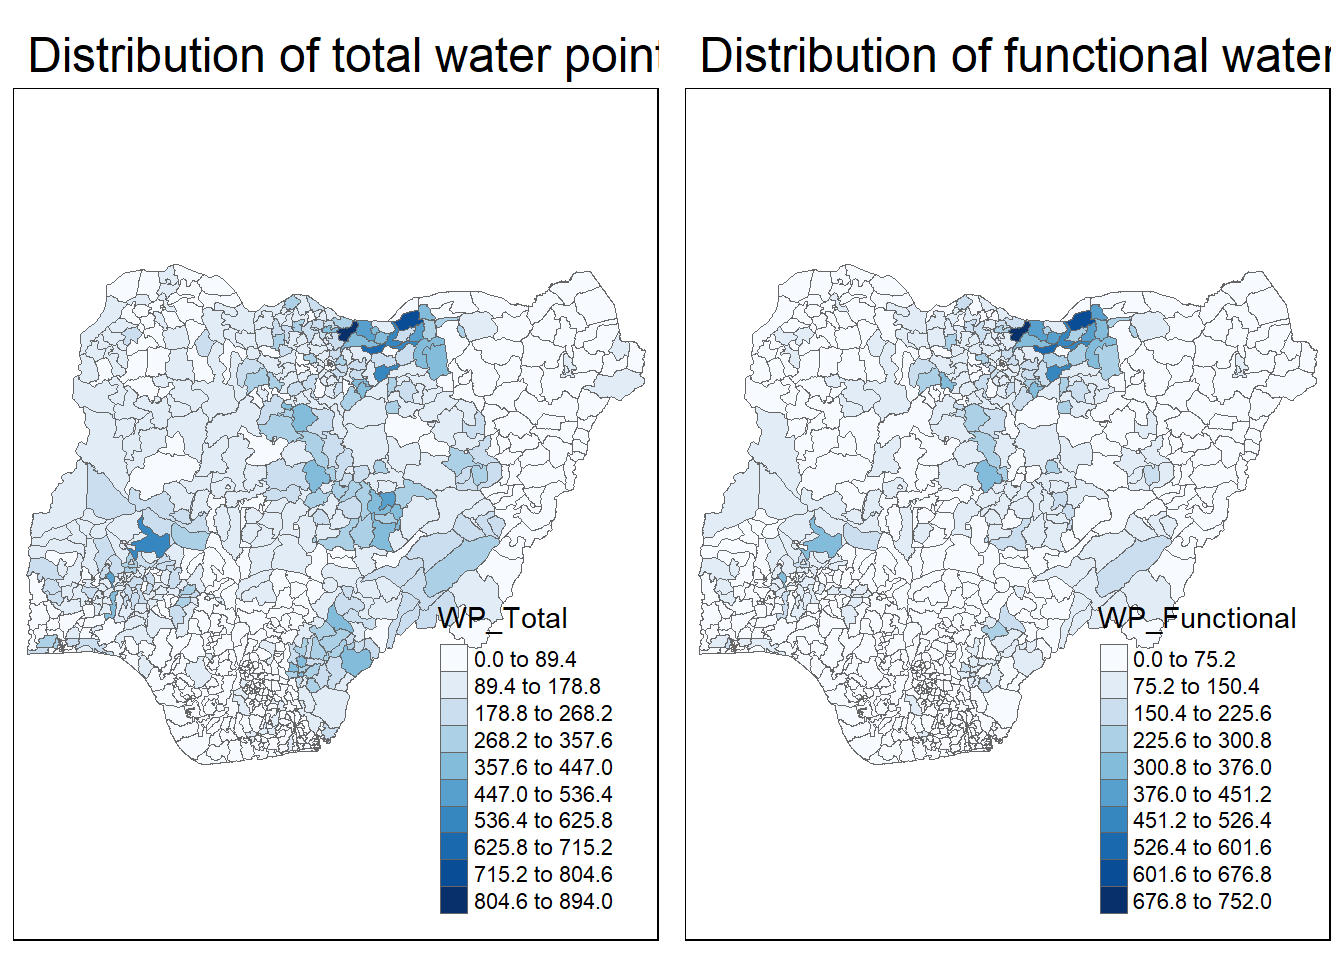 Distribution of total water point
Distribution of functional water
WP_Total
0.0 to 89.4
89.4 to 178.8
178.8 to 268.2
268.2 to 357.6
357.6 to 447.0
447.0 to 536.4
536.4 to 625.8
625.8 to 715.2
715.2 to 804.6
804.6 to 894.0
WP_Functional
0.0 to 75.2
75.2 to 150.4
150.4 to 225.6
225.6 to 300.8
300.8 to 376.0
376.0 to 451.2
451.2 to 526.4
526.4 to 601.6
601.6 to 676.8
676.8 to 752.0